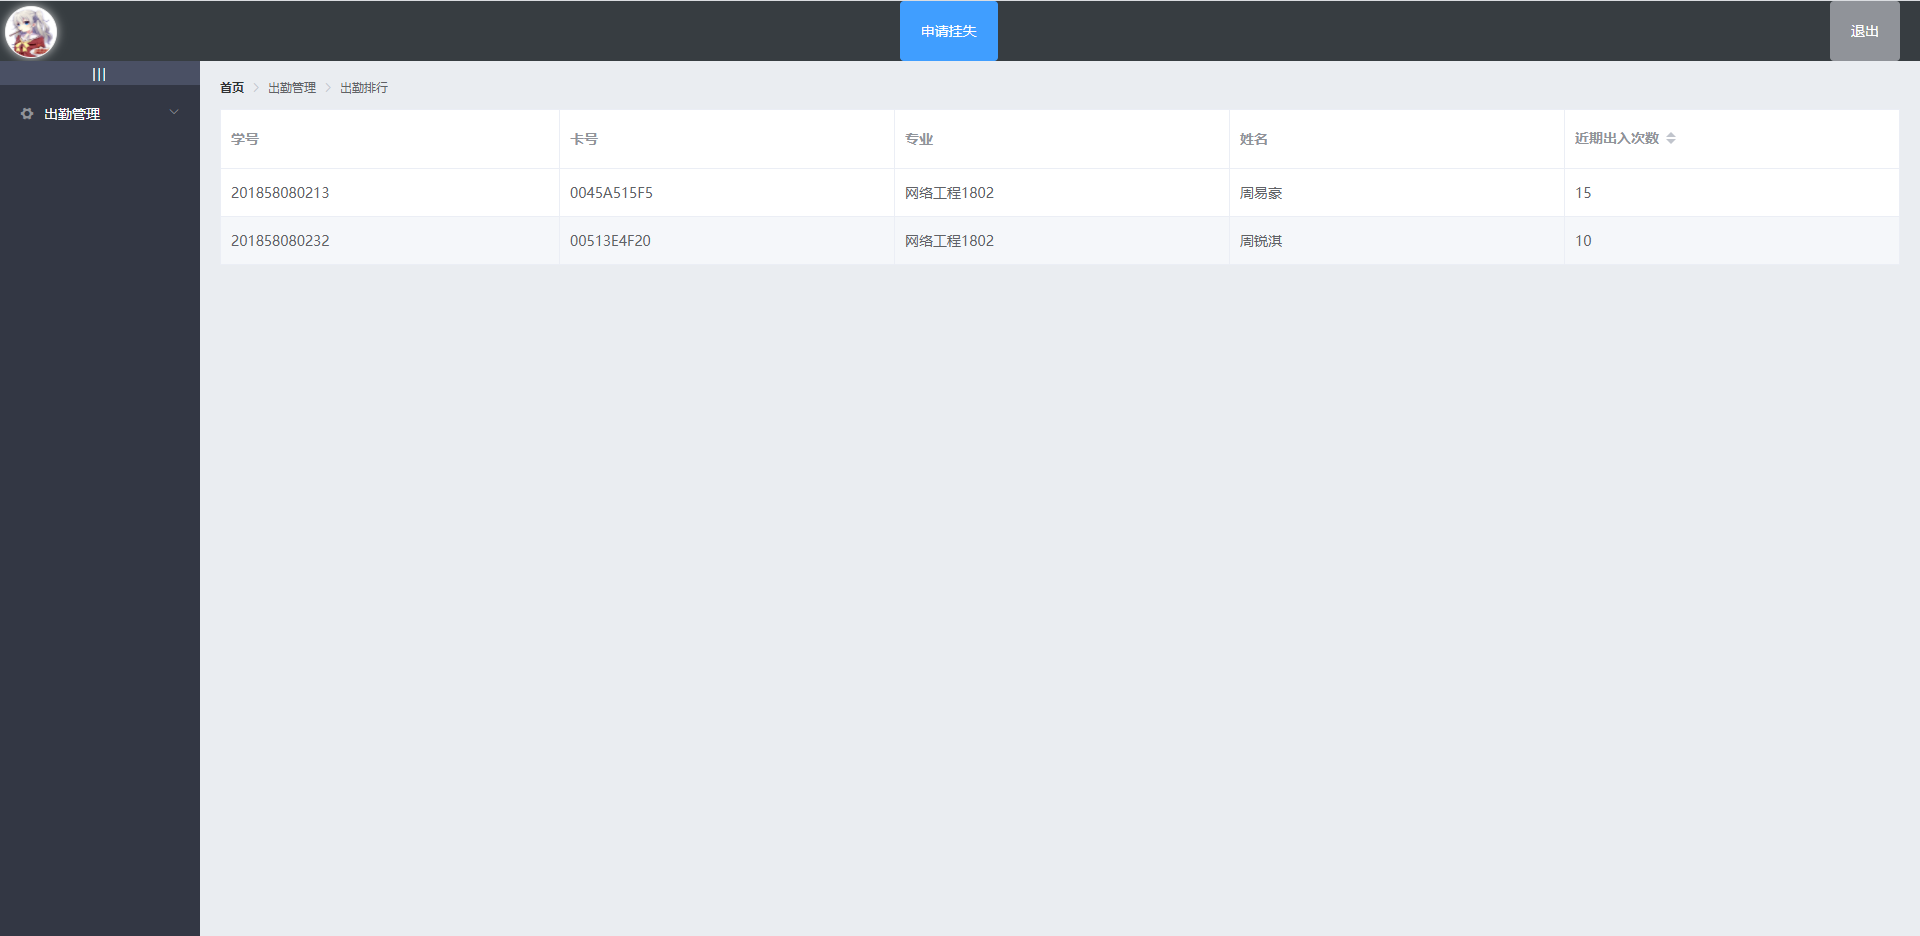 申请挂失
退出
|||
出勤管理
首页 > 出勤管理 > 出勤排行
学号 卡号 专业 姓名 近期出入次数
201858080213 0045A515F5 网络工程1802 周易豪 15
201858080232 00513E4F20 网络工程1802 周锐淇 10